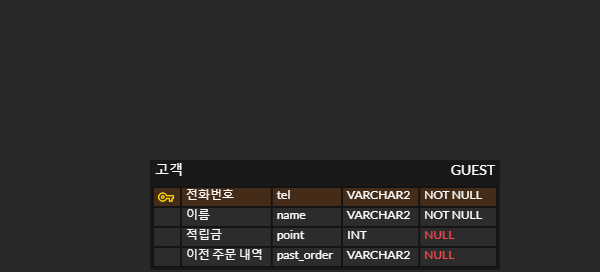 고객 GUEST
전화번호 tel VARCHAR2 NOT NULL
이름 name VARCHAR2 NOT NULL
적립금 point INT NULL
이전 주문 내역 past_order VARCHAR2 NULL